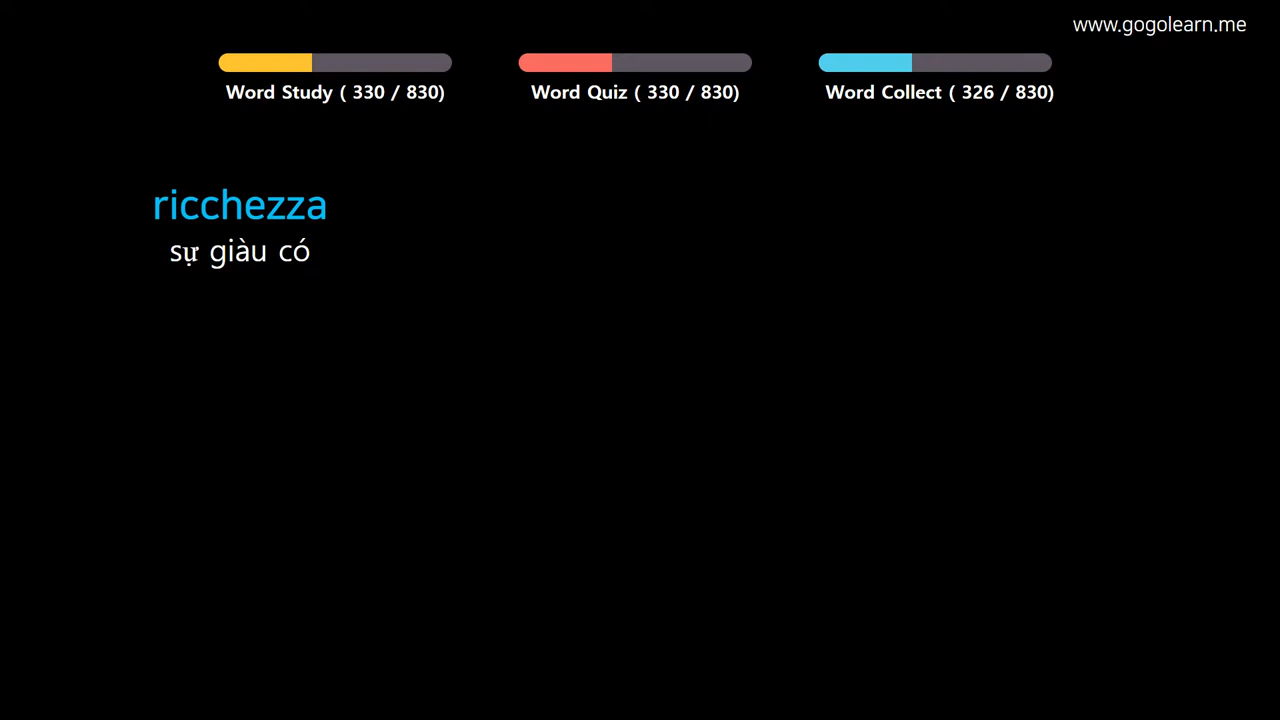 www.gogolearn.me
Word Study ( 330 / 830)
Word Quiz ( 330 / 830)
Word Collect ( 326 / 830)
ricchezza
sự giàu có